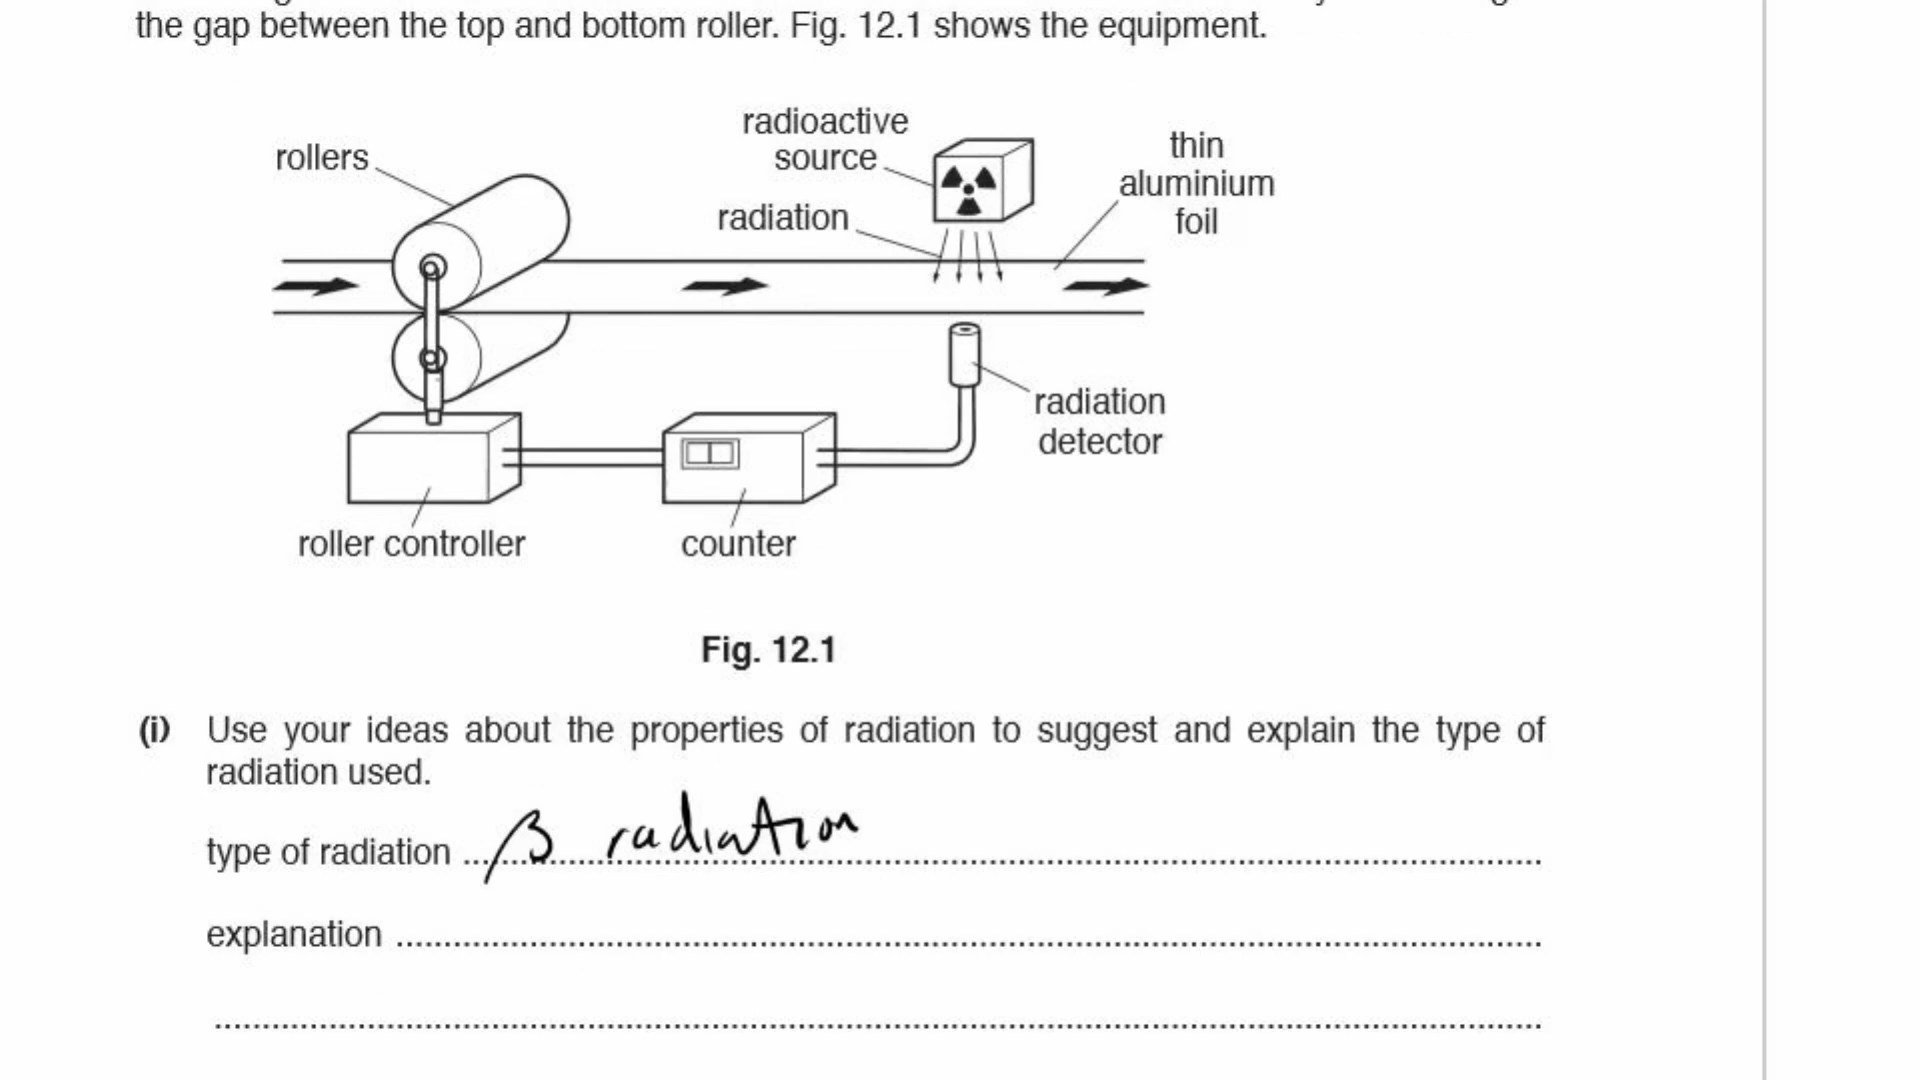 the gap between the top and bottom roller. Fig. 12.1 shows the equipment.
radioactive
source
rollers
thin
aluminium
foil
radiation
radiation
detector
roller controller
counter
Fig. 12.1
(i) Use your ideas about the properties of radiation to suggest and explain the type of
radiation used.
type of radiation β radiation
explanation